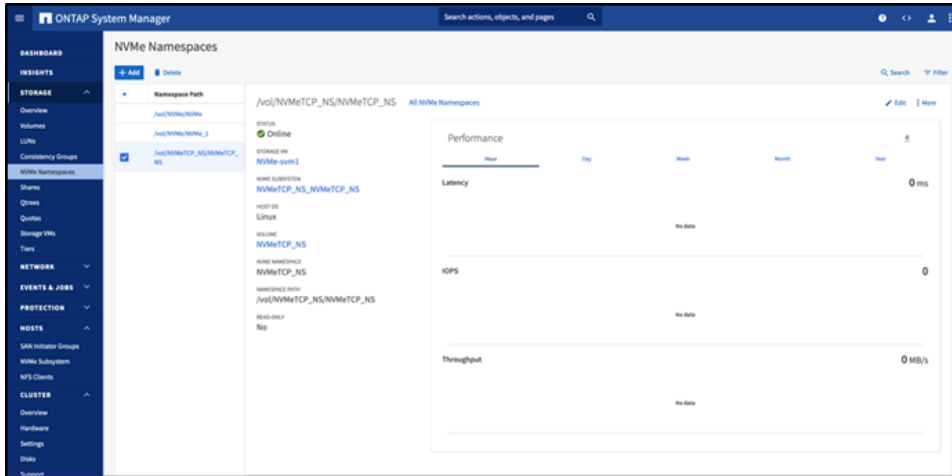 ONTAP System Manager
Search actions, objects, and pages
DASHBOARD
INSIGHTS
STORAGE
Overview
Volumes
LUNs
Consistency Groups
NVMe Namespaces
Shares
Qtrees
Quotas
Storage VMs
Tiers
NETWORK
EVENTS & JOBS
PROTECTION
HOSTS
SAN Initiator Groups
NVMe Subsystem
NFS Clients
CLUSTER
Overview
Hardware
Settings
Disks
Support
NVMe Namespaces
+ Add
Delete
Search
Filter
Namespace Path
/vol/NVMe/NVMe
/vol/NVMe/NVMe_1
/vol/NVMeTCP_NS/NVMeTCP_
NS
/vol/NVMeTCP_NS/NVMeTCP_NS
All NVMe Namespaces
Edit
More
STATUS
Online
STORAGE VM
NVMe-svm1
NVME SUBSYSTEM
NVMeTCP_NS_NVMeTCP_NS
HOST OS
Linux
VOLUME
NVMeTCP_NS
NVME NAMESPACE
NVMeTCP_NS
NAMESPACE PATH
/vol/NVMeTCP_NS/NVMeTCP_NS
READ-ONLY
No
Performance
Hour
Day
Week
Month
Year
Latency
0 ms
No data
IOPS
0
No data
Throughput
0 MB/s
No data